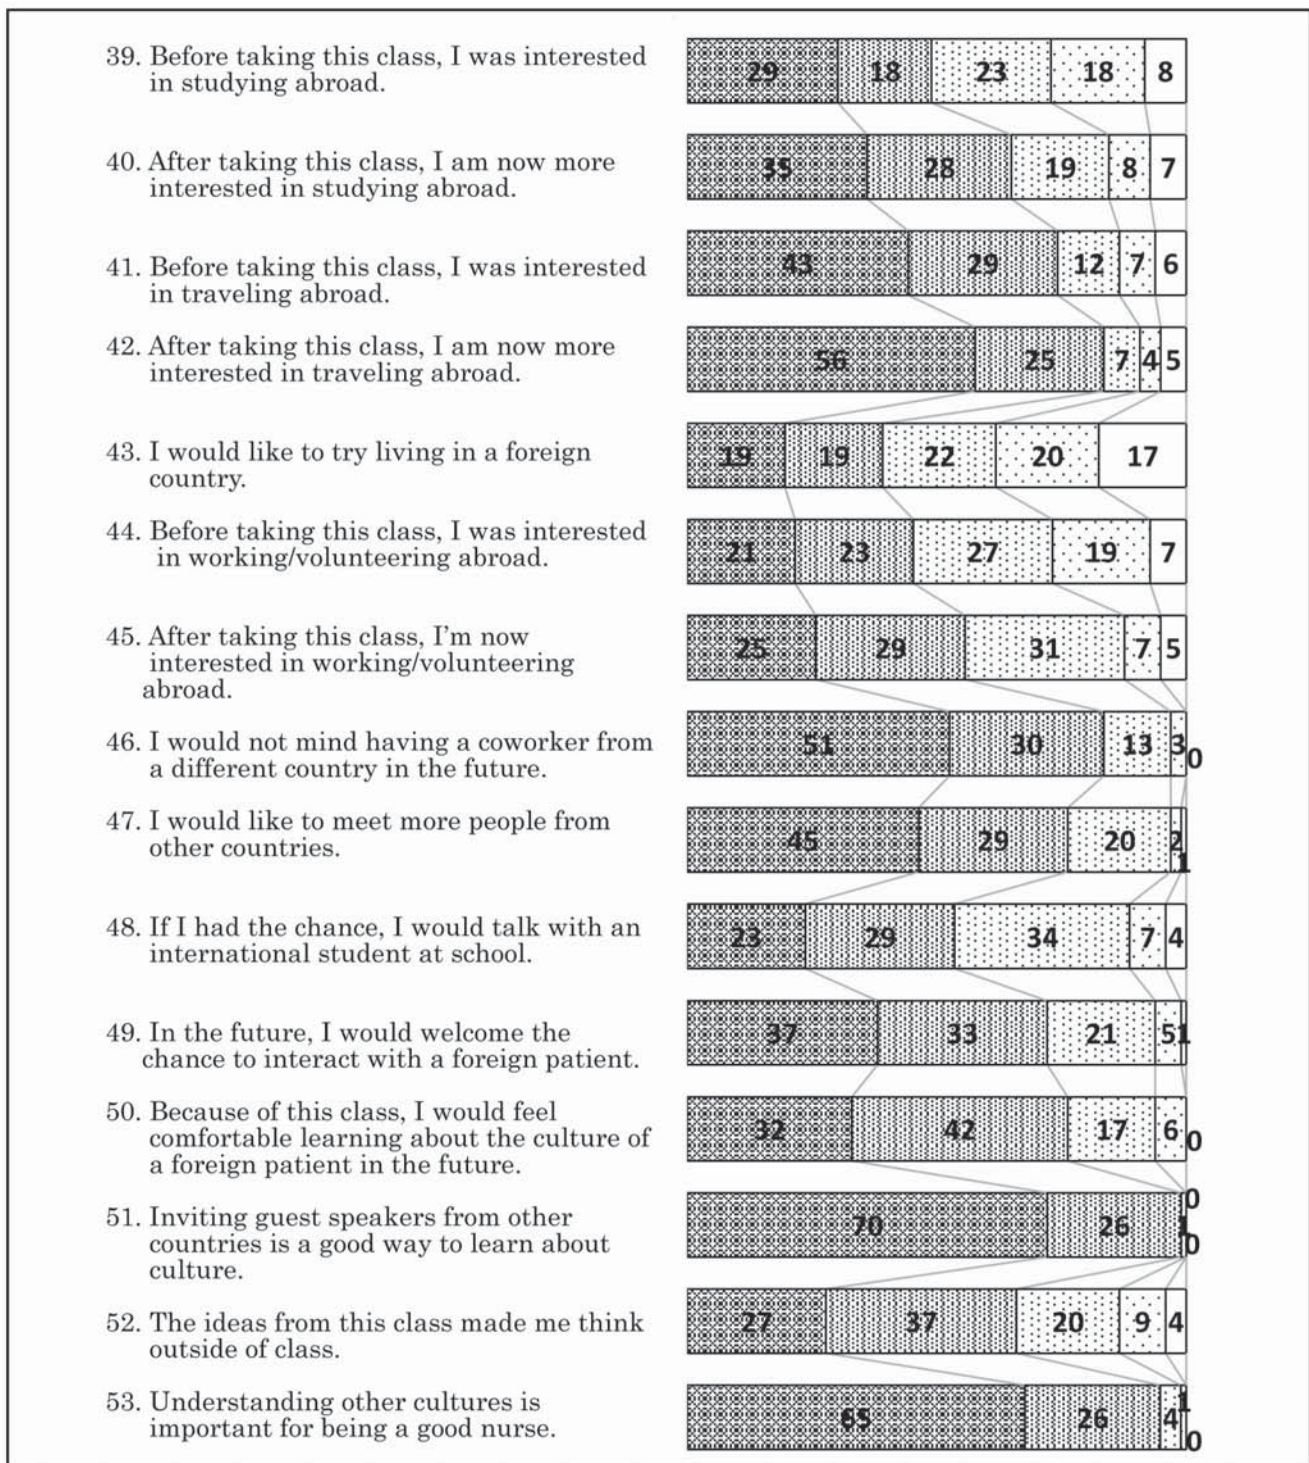 39. Before taking this class, I was interested
in studying abroad.
29 18 23 18 8
40. After taking this class, I am now more
interested in studying abroad.
35 28 19 8 7
41. Before taking this class, I was interested
in traveling abroad.
43 29 12 7 6
42. After taking this class, I am now more
interested in traveling abroad.
56 25 7 4 5
43. I would like to try living in a foreign
country.
19 19 22 20 17
44. Before taking this class, I was interested
in working/volunteering abroad.
21 23 27 19 7
45. After taking this class, I'm now
interested in working/volunteering
abroad.
25 29 31 7 5
46. I would not mind having a coworker from
a different country in the future.
51 30 13 3 0
47. I would like to meet more people from
other countries.
45 29 20 2 1
48. If I had the chance, I would talk with an
international student at school.
23 29 34 7 4
49. In the future, I would welcome the
chance to interact with a foreign patient.
37 33 21 5 1
50. Because of this class, I would feel
comfortable learning about the culture of
a foreign patient in the future.
32 42 17 6 0
51. Inviting guest speakers from other
countries is a good way to learn about
culture.
70 26 1 0 0
52. The ideas from this class made me think
outside of class.
27 37 20 9 4
53. Understanding other cultures is
important for being a good nurse.
65 26 4 1 0